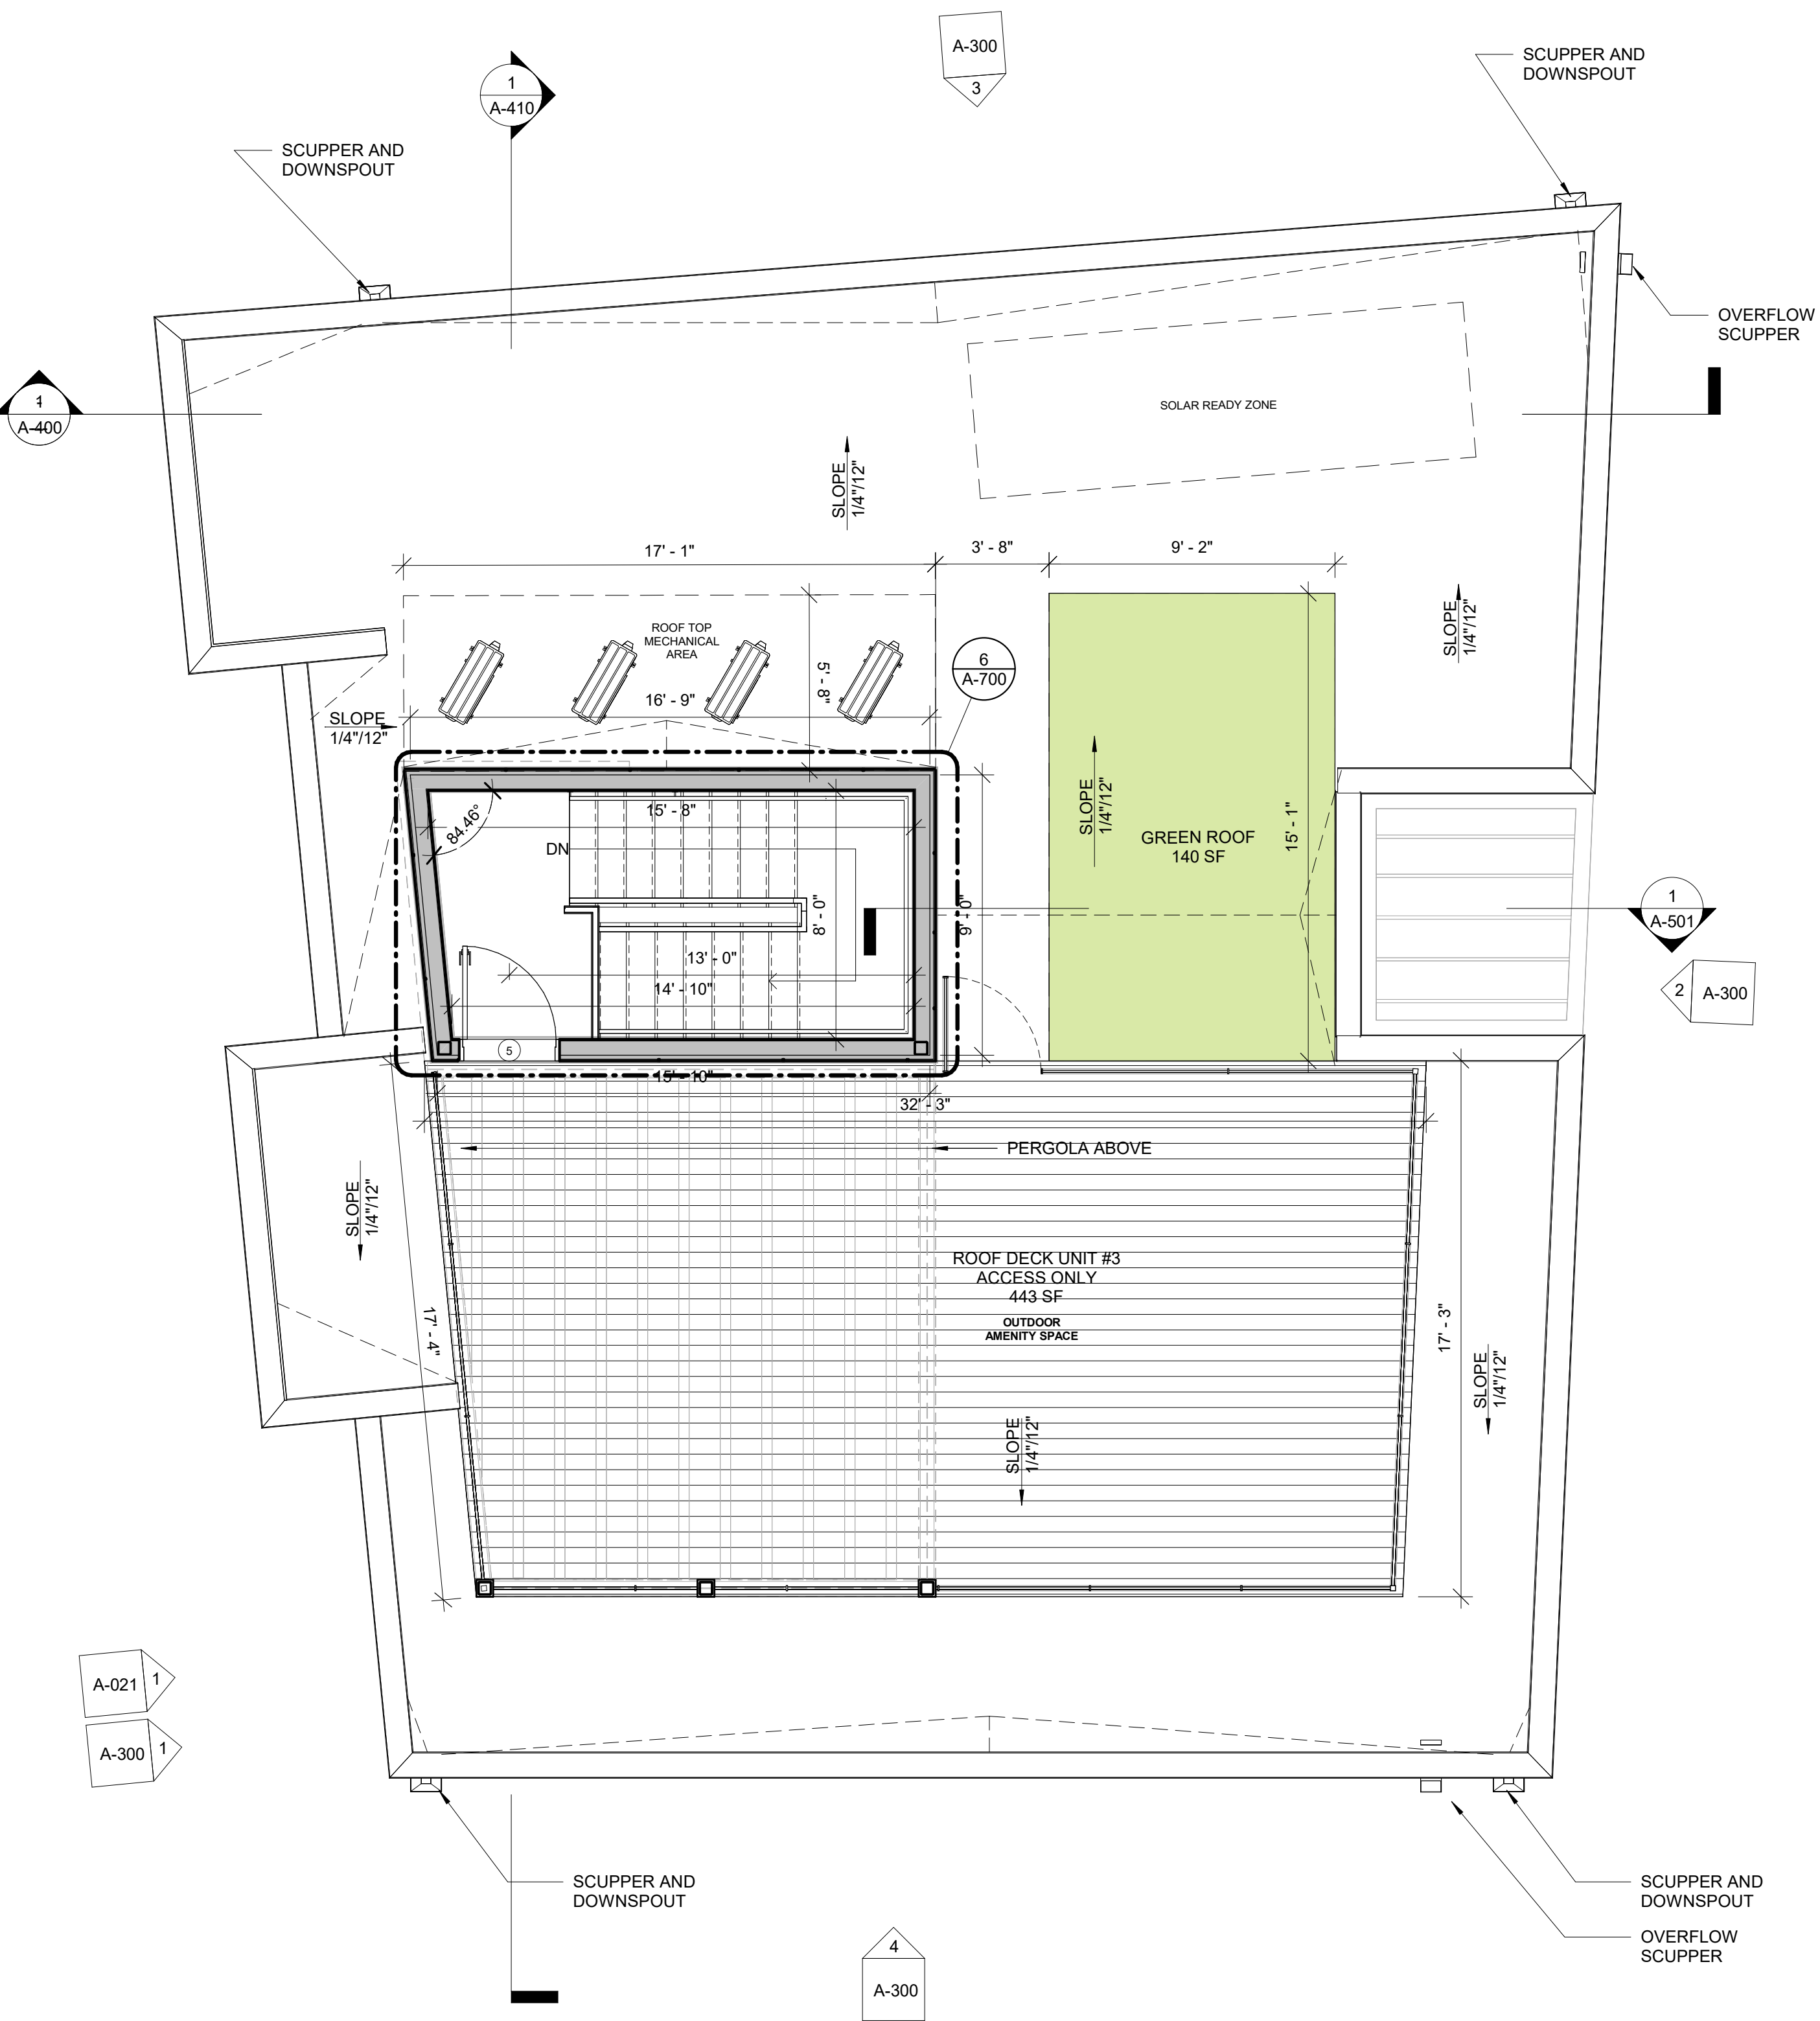 A-300
3
SCUPPER AND
DOWNSPOUT
1
A-410
SCUPPER AND
DOWNSPOUT
OVERFLOW
SCUPPER
1
A-400
SOLAR READY ZONE
SLOPE
1/4"/12"
17' - 1"
3' - 8"
9' - 2"
ROOF TOP
MECHANICAL
AREA
5' - 8"
SLOPE
1/4"/12"
6
A-700
16' - 9"
SLOPE
1/4"/12"
84.46°
15' - 8"
DN
SLOPE
1/4"/12"
GREEN ROOF
140 SF
15' - 1"
8' - 0"
9' - 0"
1
A-501
13' - 0"
14' - 10"
2
A-300
5
15' - 10"
32' - 3"
PERGOLA ABOVE
SLOPE
1/4"/12"
ROOF DECK UNIT #3
ACCESS ONLY
443 SF
OUTDOOR
AMENITY SPACE
17' - 4"
17' - 3"
SLOPE
1/4"/12"
SLOPE
1/4"/12"
A-021
1
A-300
1
SCUPPER AND
DOWNSPOUT
SCUPPER AND
DOWNSPOUT
OVERFLOW
SCUPPER
4
A-300